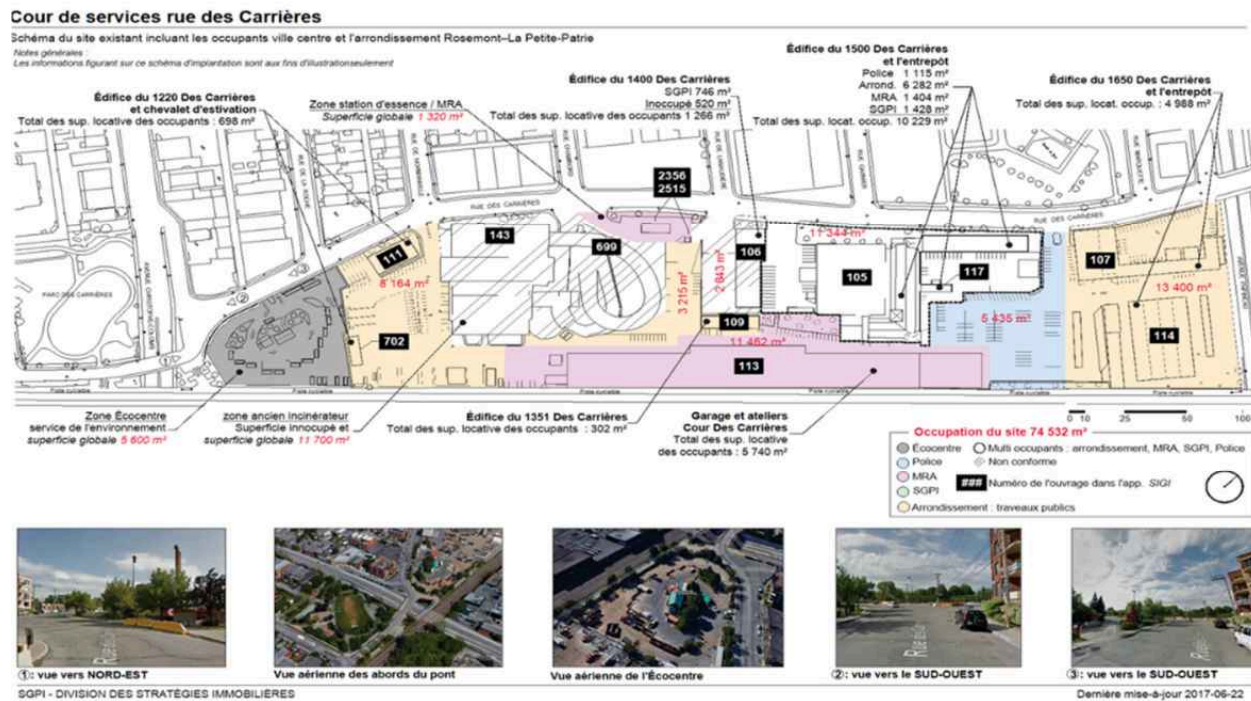 Cour de services rue des Carrières
Schéma du site existant incluant les occupants ville centre et l'arrondissement Rosemont–La Petite-Patrie
Notes générales :
Les informations figurant sur ce schéma d'implantation sont aux fins d'illustrationseulement
Édifice du 1220 Des Carrières
et chevalet d'estivation
Total des sup. locative des occupants : 698 m²
Zone station d'essence / MRA
Superficie globale 1 320 m²
Édifice du 1400 Des Carrières
SGPI 746 m²
Inoccupé 520 m²
Total des sup. locative des occupants 1 266 m²
Édifice du 1500 Des Carrières
et l'entrepôt
Police 1 115 m²
Arrond. 6 282 m²
MRA 1 404 m²
SGPI 1 428 m²
Total des sup. locat. occup. 10 229 m²
Édifice du 1650 Des Carrières
et l'entrepôt
Total des sup. locat. occup. : 4 988 m²
2356
2515
RUE DES CARRIÈRES
RUE DES CARRIÈRES
PARC DES CARRIÈRES
111
143
699
106
105
117
107
114
109
113
702
8 164 m²
3 215 m²
2 643 m²
11 344 m²
5 435 m²
13 400 m²
11 462 m²
Piste cyclable
Piste cyclable
Piste cyclable
Piste cyclable
Zone Écocentre
service de l'environnement
superficie globale 5 600 m²
zone ancien incinérateur
Superficie innocupé et
superficie globale 11 700 m²
Édifice du 1351 Des Carrières
Total des sup. locative des occupants : 302 m²
Garage et ateliers
Cour Des Carrières
Total des sup. locative
des occupants : 5 740 m²
0 10 25 50 100
Occupation du site 74 532 m²
Écocentre
Multi occupants : arrondissement, MRA, SGPI, Police
Police
Non conforme
MRA
### Numéro de l'ouvrage dans l'app. SIGI
SGPI
Arrondissement : traveaux publics
①: vue vers NORD-EST
Vue aérienne des abords du pont
Vue aérienne de l'Écocentre
②: vue vers le SUD-OUEST
③: vue vers le SUD-OUEST
SGPI - DIVISION DES STRATÉGIES IMMOBILIÈRES
Dernière mise-à-jour 2017-06-22